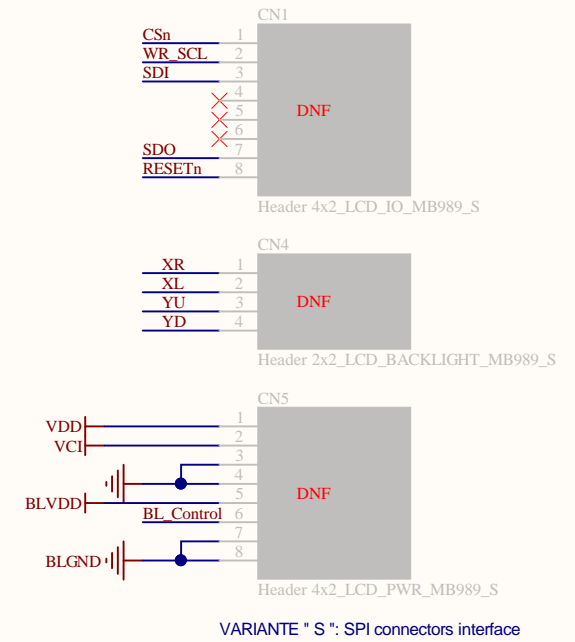 CN1
CSn 1
WR_SCL 2
SDI 3
4
5
DNF
6
SDO 7
RESETn 8
Header 4x2_LCD_IO_MB989_S
CN4
XR 1
XL 2
YU 3
DNF
YD 4
Header 2x2_LCD_BACKLIGHT_MB989_S
CN5
VDD 1
VCI 2
3
4
BLVDD 5
DNF
BL_Control 6
7
BLGND 8
Header 4x2_LCD_PWR_MB989_S
VARIANTE " S ": SPI connectors interface